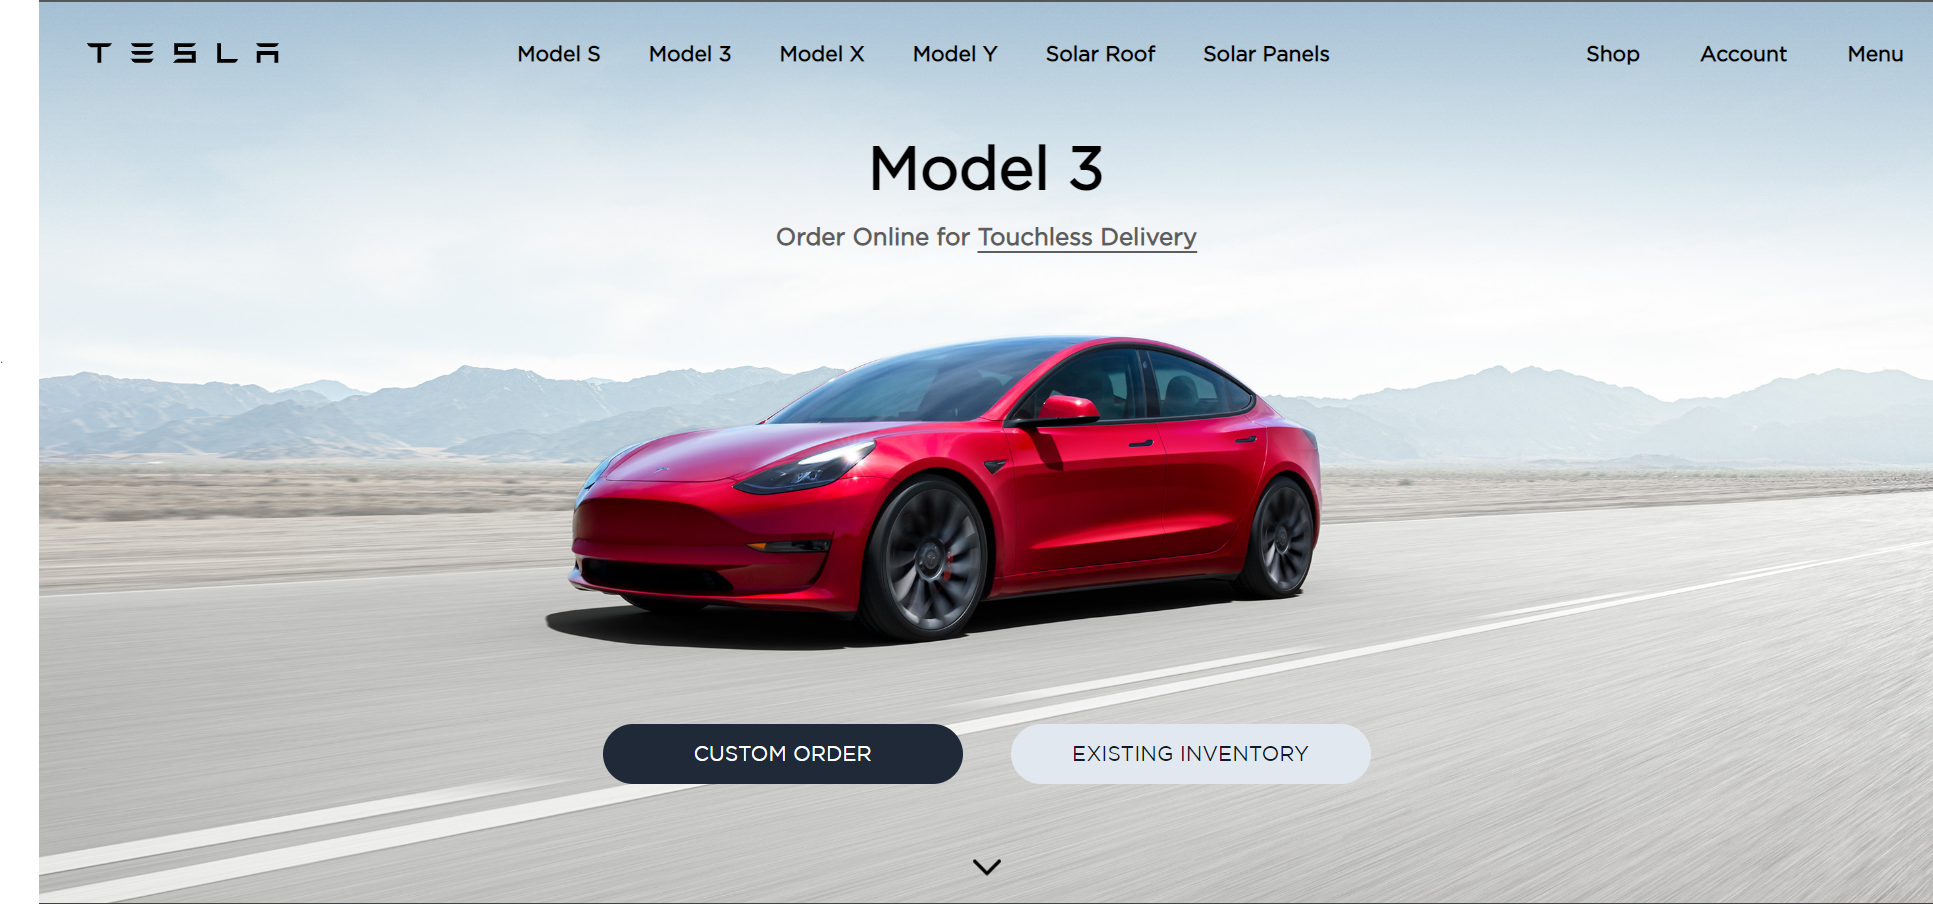 TESLA Model S Model 3 Model X Model Y Solar Roof Solar Panels Shop Account Menu
Model 3
Order Online for Touchless Delivery
CUSTOM ORDER EXISTING INVENTORY